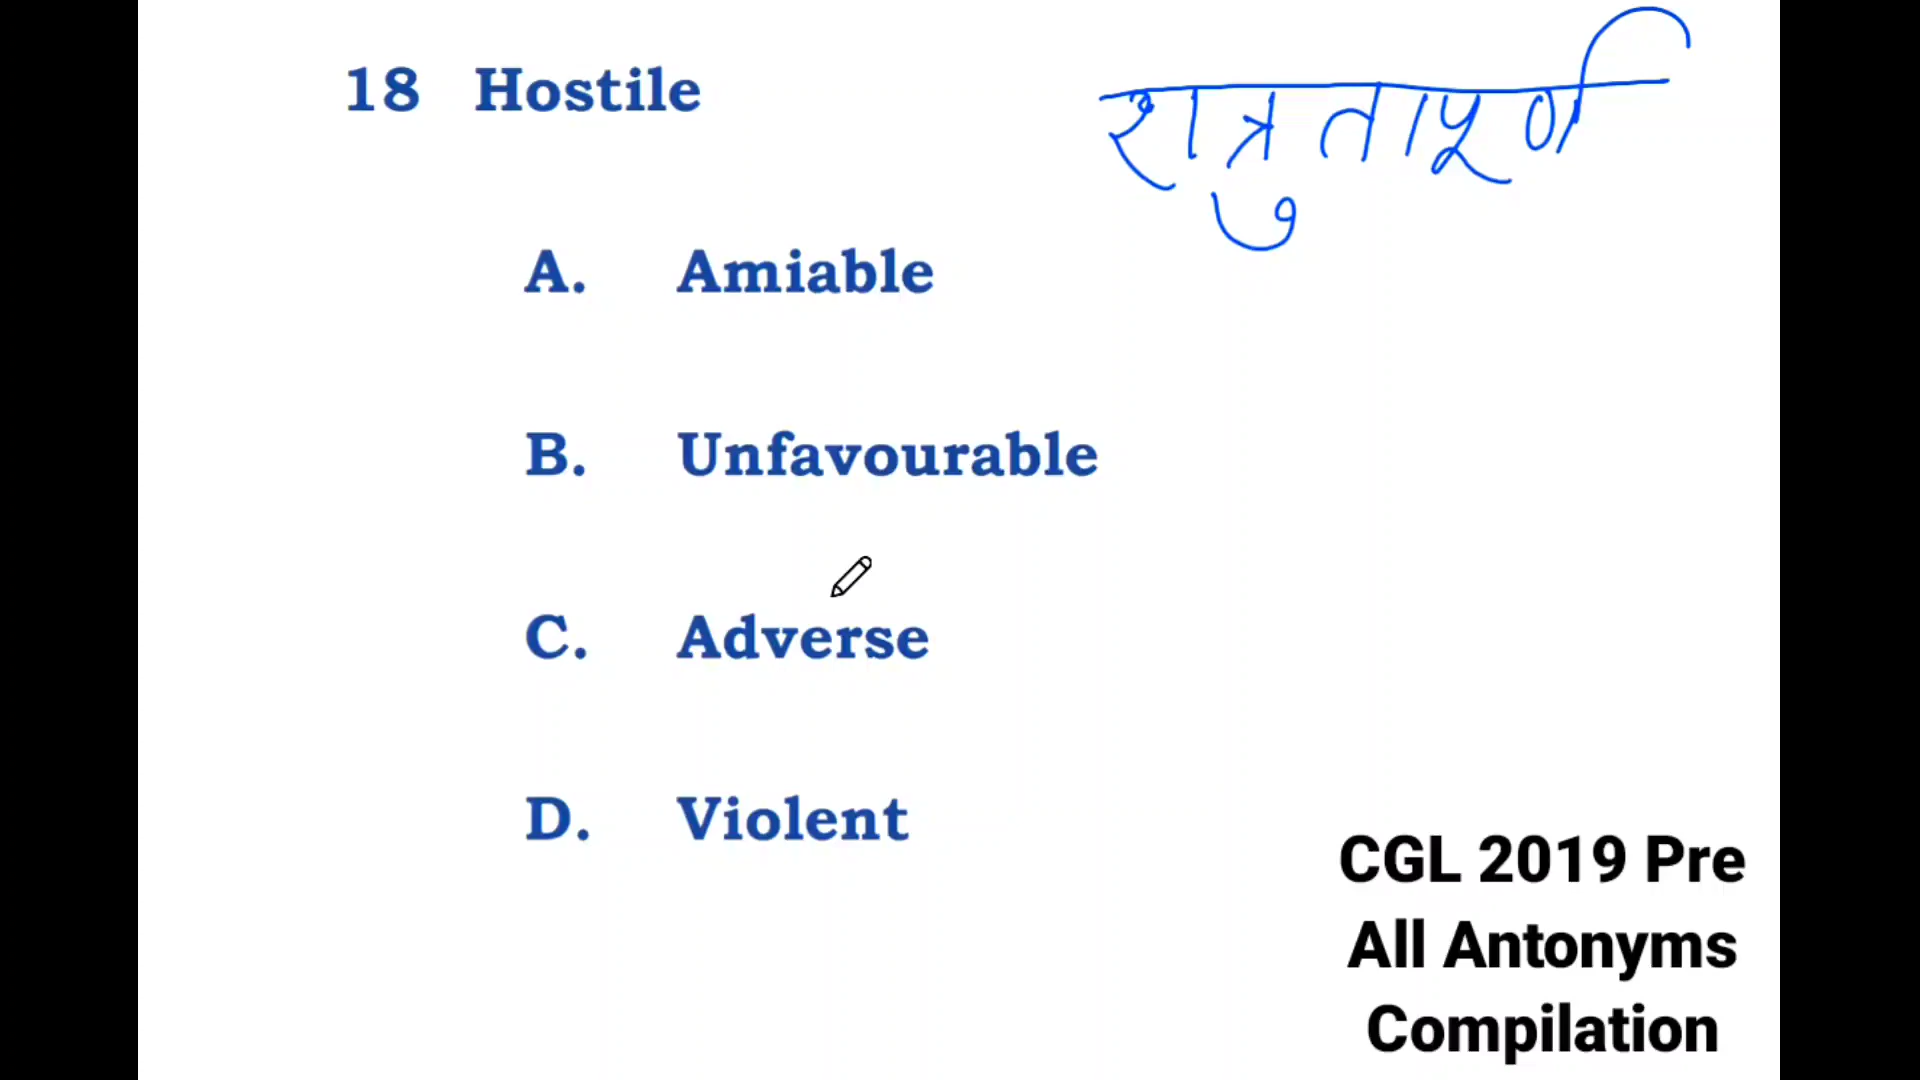 18 Hostile
शत्रुतापूर्ण
A. Amiable
B. Unfavourable
C. Adverse
D. Violent
CGL 2019 Pre
All Antonyms
Compilation